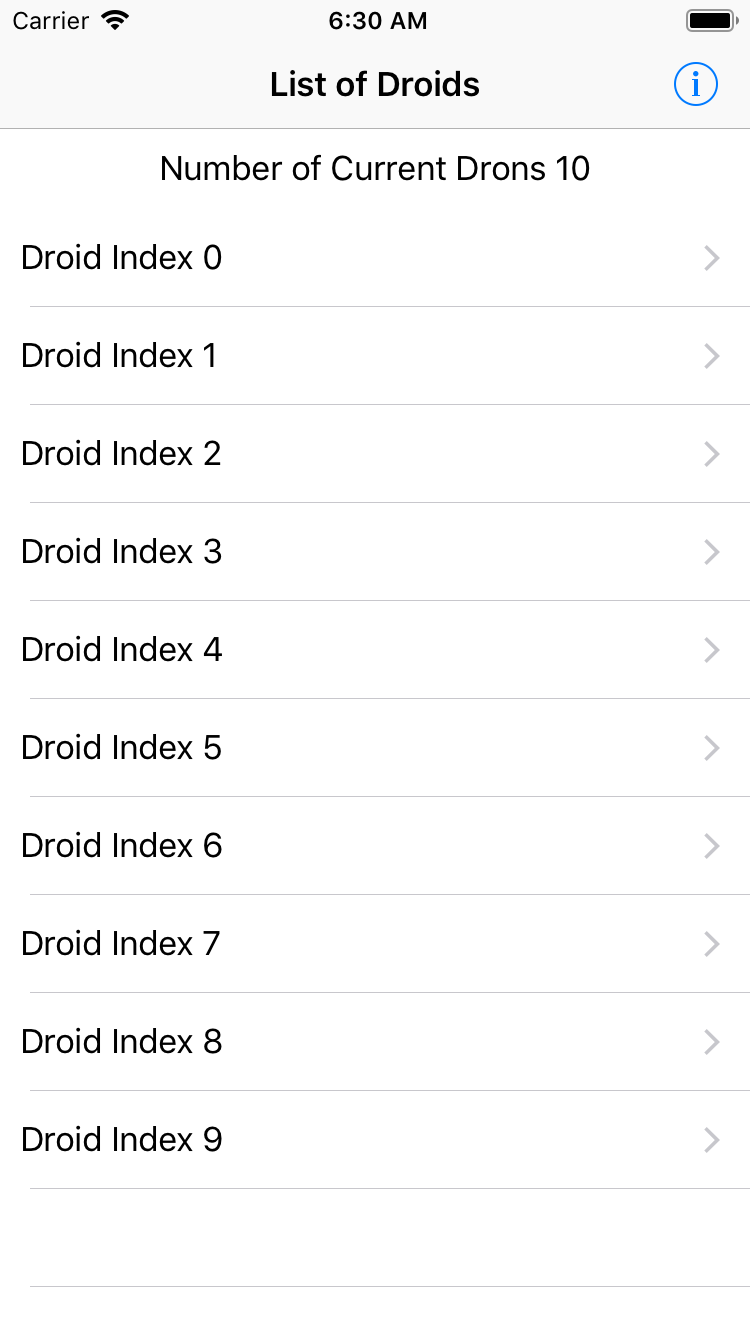 Carrier 6:30 AM
List of Droids i
Number of Current Drons 10
Droid Index 0
Droid Index 1
Droid Index 2
Droid Index 3
Droid Index 4
Droid Index 5
Droid Index 6
Droid Index 7
Droid Index 8
Droid Index 9